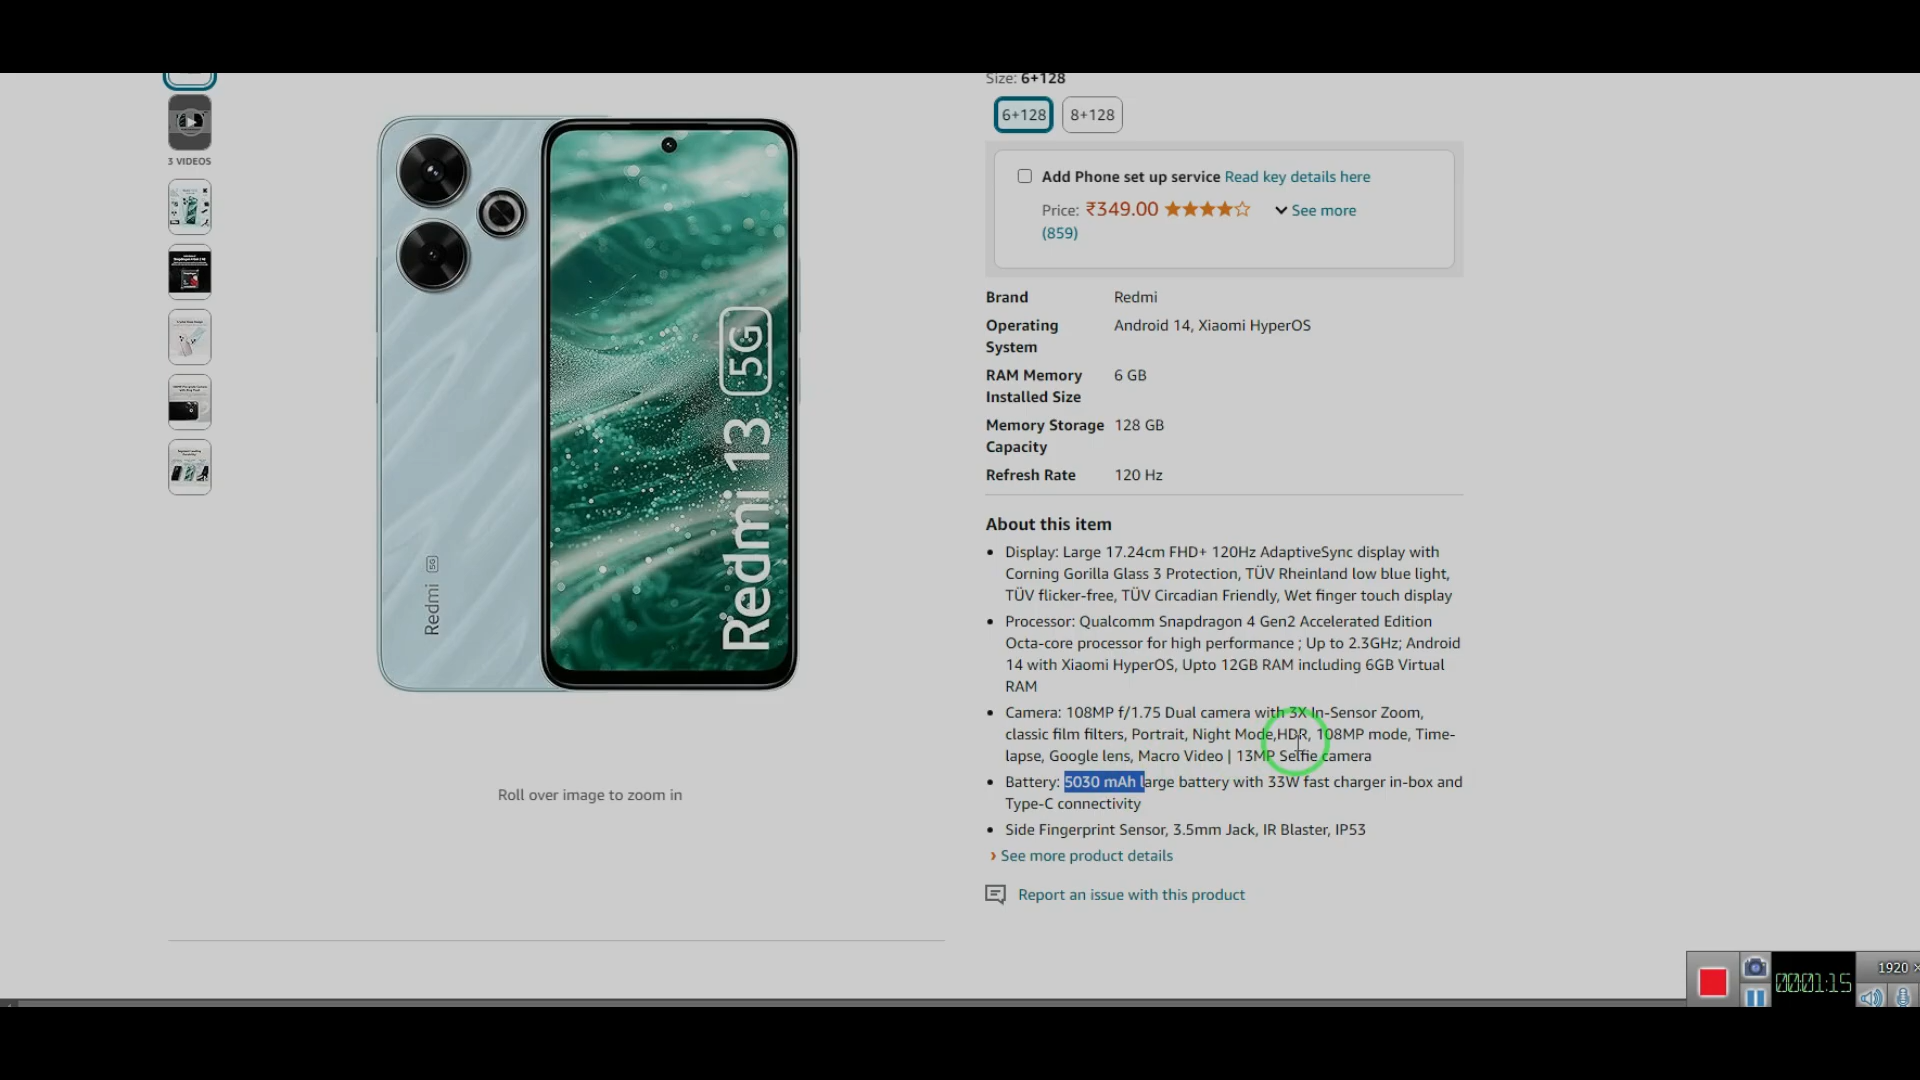 Size: 6+128
6+128 8+128
3 VIDEOS
Add Phone set up service Read key details here
Price: ₹349.00 See more
(859)
Brand Redmi
Operating System Android 14, Xiaomi HyperOS
RAM Memory Installed Size 6 GB
Memory Storage Capacity 128 GB
Refresh Rate 120 Hz
Redmi 13 5G
Redmi 5G
Roll over image to zoom in
About this item
Display: Large 17.24cm FHD+ 120Hz AdaptiveSync display with
Corning Gorilla Glass 3 Protection, TÜV Rheinland low blue light,
TÜV flicker-free, TÜV Circadian Friendly, Wet finger touch display
Processor: Qualcomm Snapdragon 4 Gen2 Accelerated Edition
Octa-core processor for high performance ; Up to 2.3GHz; Android
14 with Xiaomi HyperOS, Upto 12GB RAM including 6GB Virtual
RAM
Camera: 108MP f/1.75 Dual camera with 3X In-Sensor Zoom,
classic film filters, Portrait, Night Mode,HDR, 108MP mode, Time-
lapse, Google lens, Macro Video | 13MP Selfie camera
Battery: 5030 mAh large battery with 33W fast charger in-box and
Type-C connectivity
Side Fingerprint Sensor, 3.5mm Jack, IR Blaster, IP53
› See more product details
Report an issue with this product
00:01:15
1920 ×